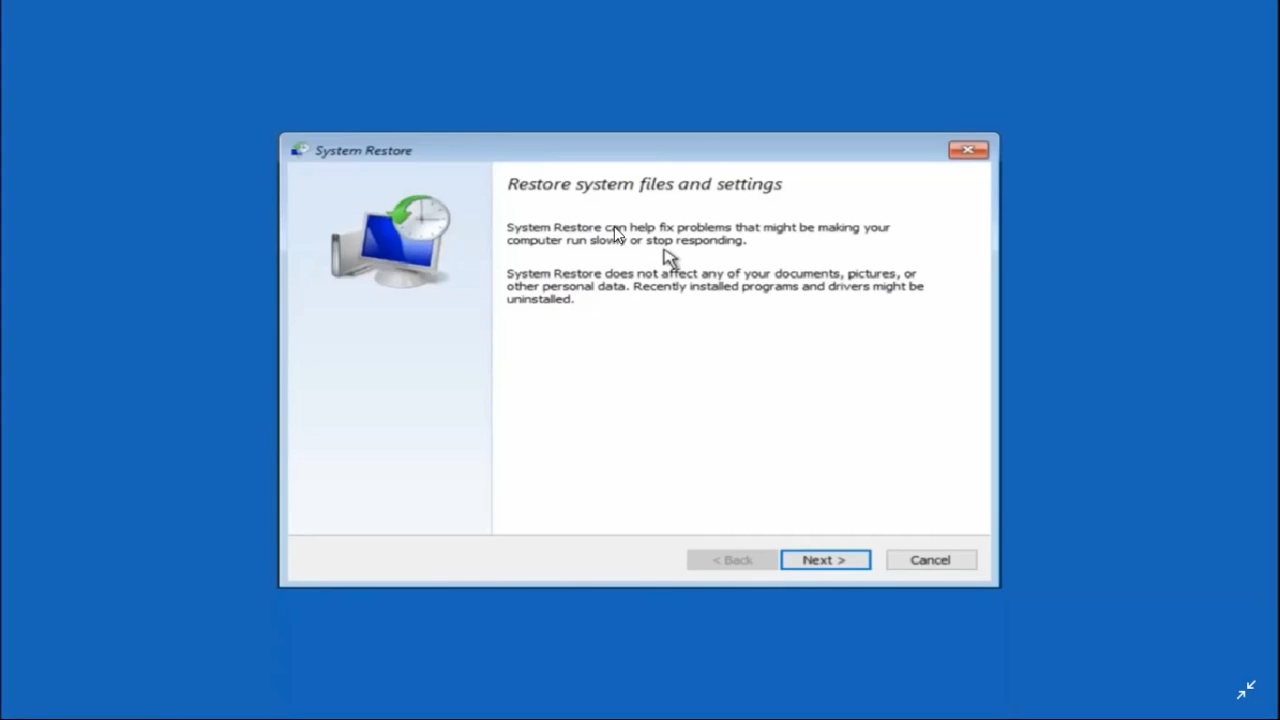 System Restore
Restore system files and settings
System Restore can help fix problems that might be making your
computer run slowly or stop responding.
System Restore does not affect any of your documents, pictures, or
other personal data. Recently installed programs and drivers might be
uninstalled.
< Back Next > Cancel